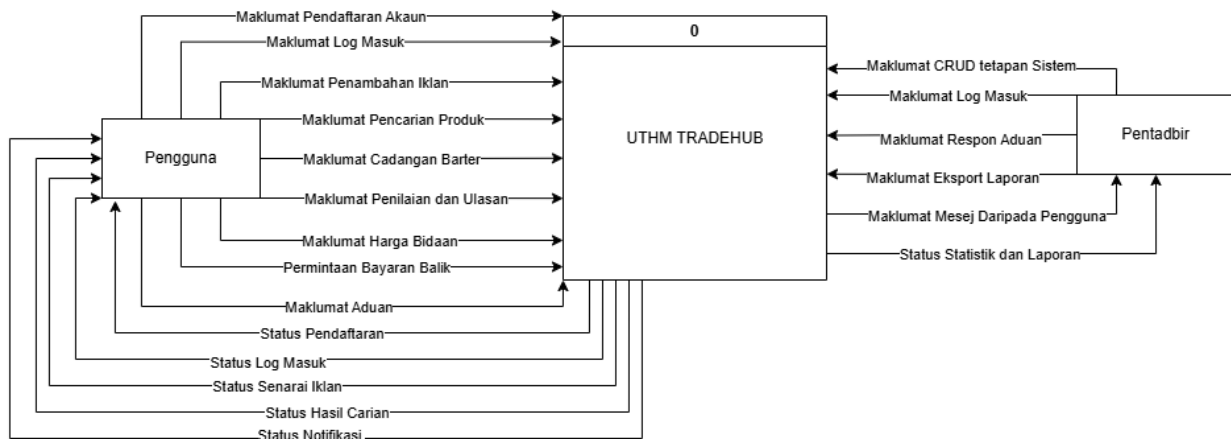 Maklumat Pendaftaran Akaun
Maklumat Log Masuk
Maklumat Penambahan Iklan
Maklumat Pencarian Produk
Pengguna
Maklumat Cadangan Barter
Maklumat Penilaian dan Ulasan
Maklumat Harga Bidaan
Permintaan Bayaran Balik
Maklumat Aduan
Status Pendaftaran
Status Log Masuk
Status Senarai Iklan
Status Hasil Carian
Status Notifikasi
0
UTHM TRADEHUB
Maklumat CRUD tetapan Sistem
Maklumat Log Masuk
Maklumat Respon Aduan
Pentadbir
Maklumat Eksport Laporan
Maklumat Mesej Daripada Pengguna
Status Statistik dan Laporan